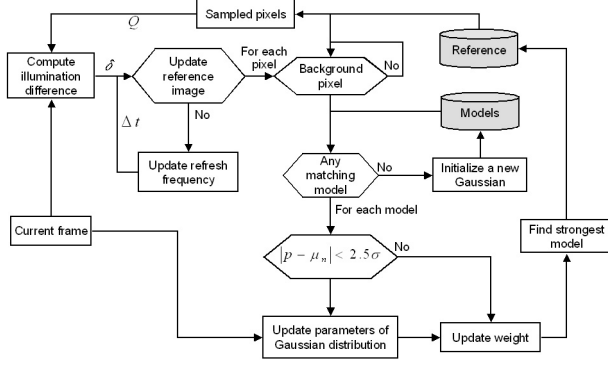 Q
Sampled pixels
Compute
illumination
difference
δ̂
Update
reference
image
For each
pixel
Background
pixel
No
Reference
Δt
No
Models
Update refresh
frequency
Any
matching
model
No
Initialize a new
Gaussian
For each model
Current frame
|p − μₙ| < 2.5σ
No
Find strongest
model
Update parameters of
Gaussian distribution
Update weight